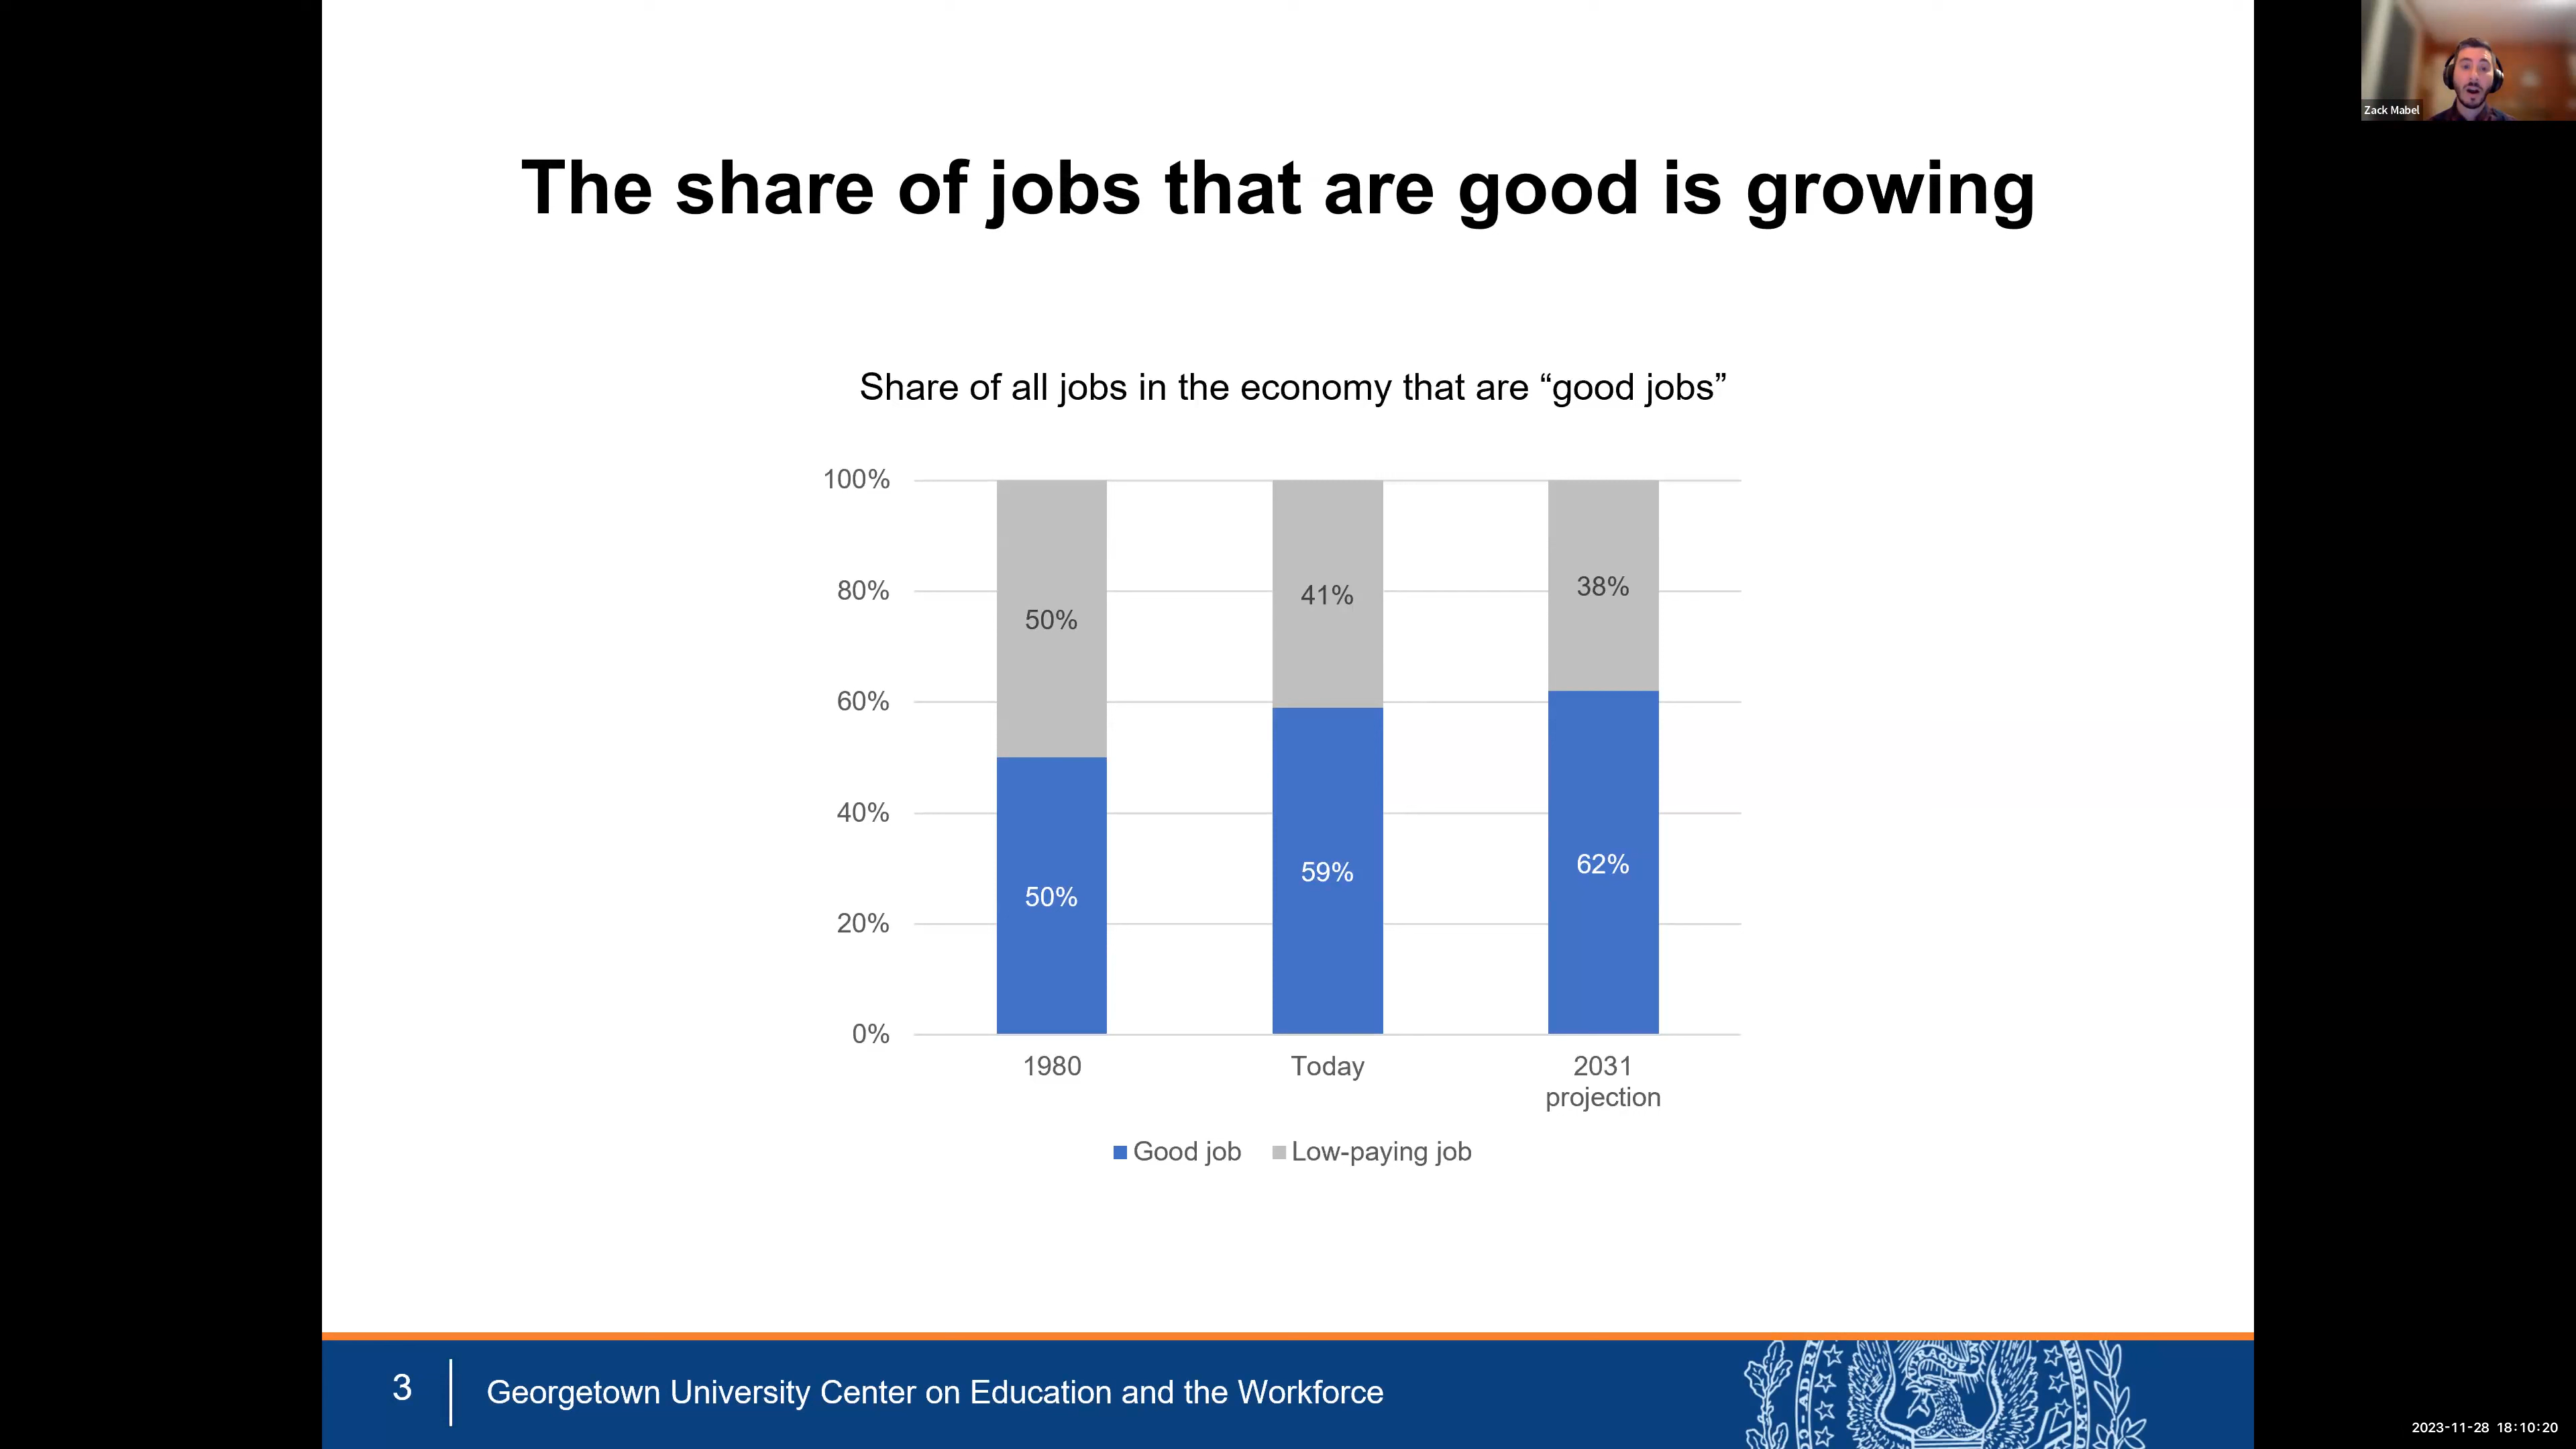 Zack Mabel
The share of jobs that are good is growing
Share of all jobs in the economy that are “good jobs”
100%
80%
60%
40%
20%
0%
50%
41%
38%
50%
59%
62%
1980
Today
2031
projection
Good job
Low-paying job
3
Georgetown University Center on Education and the Workforce
2023-11-28 18:10:20